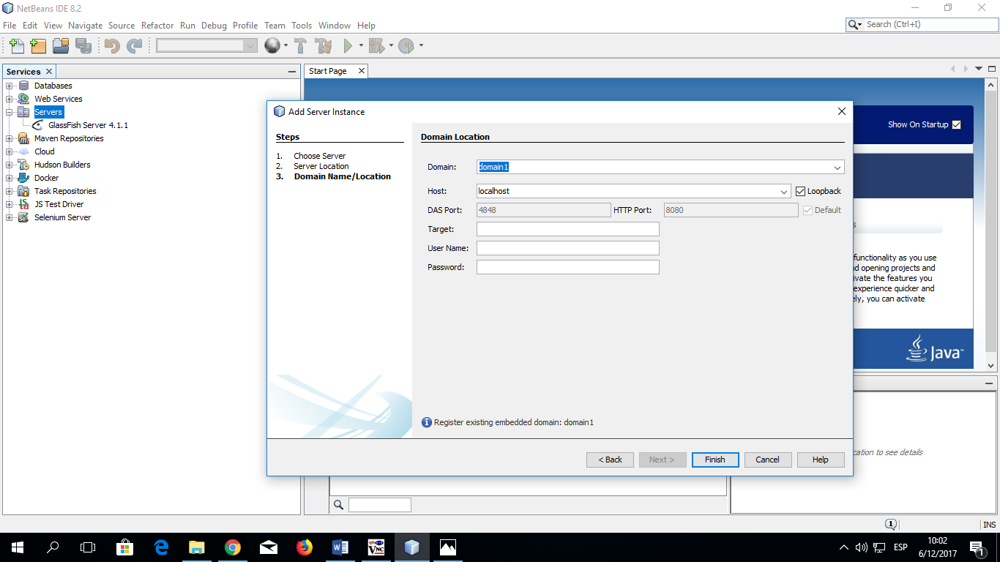 NetBeans IDE 8.2
File Edit View Navigate Source Refactor Run Debug Profile Team Tools Window Help
Search (Ctrl+I)
Services
Start Page
Databases
Web Services
Servers
GlassFish Server 4.1.1
Maven Repositories
Cloud
Hudson Builders
Docker
Task Repositories
JS Test Driver
Selenium Server
Show On Startup
Add Server Instance
Steps
1. Choose Server
2. Server Location
3. Domain Name/Location
Domain Location
Domain: domain1
Host: localhost Loopback
DAS Port: 4848 HTTP Port: 8080 Default
Target:
User Name:
Password:
Register existing embedded domain: domain1
< Back Next > Finish Cancel Help
s
functionality as you use
d opening projects and
ivate the features you
experience quicker and
ely, you can activate
Java
cation to see details
1
INS
VNC
ESP
10:02
6/12/2017
1